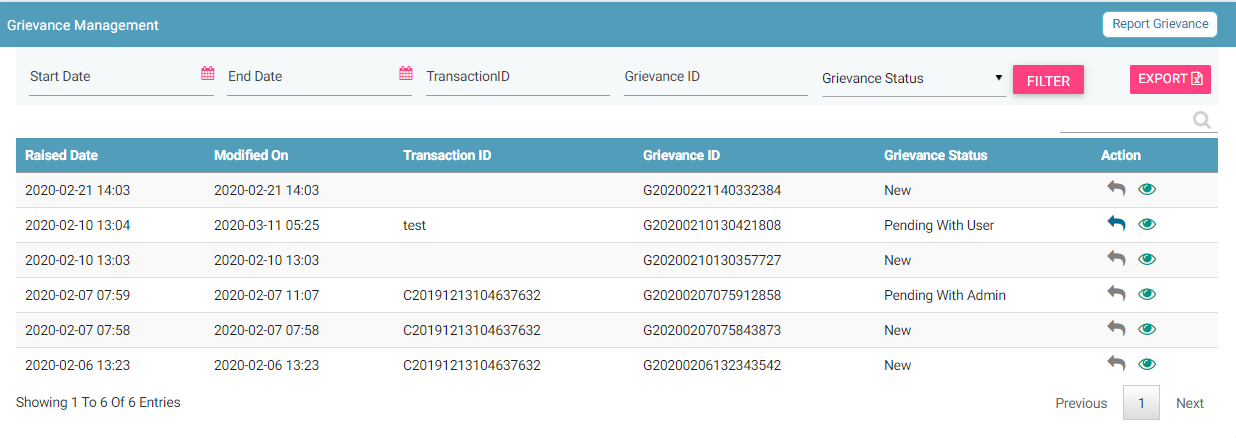 Grievance Management Report Grievance
Start Date End Date TransactionID Grievance ID Grievance Status FILTER EXPORT
Raised Date Modified On Transaction ID Grievance ID Grievance Status Action
2020-02-21 14:03 2020-02-21 14:03 G20200221140332384 New
2020-02-10 13:04 2020-03-11 05:25 test G20200210130421808 Pending With User
2020-02-10 13:03 2020-02-10 13:03 G20200210130357727 New
2020-02-07 07:59 2020-02-07 11:07 C20191213104637632 G20200207075912858 Pending With Admin
2020-02-07 07:58 2020-02-07 07:58 C20191213104637632 G20200207075843873 New
2020-02-06 13:23 2020-02-06 13:23 C20191213104637632 G20200206132343542 New
Showing 1 To 6 Of 6 Entries Previous 1 Next